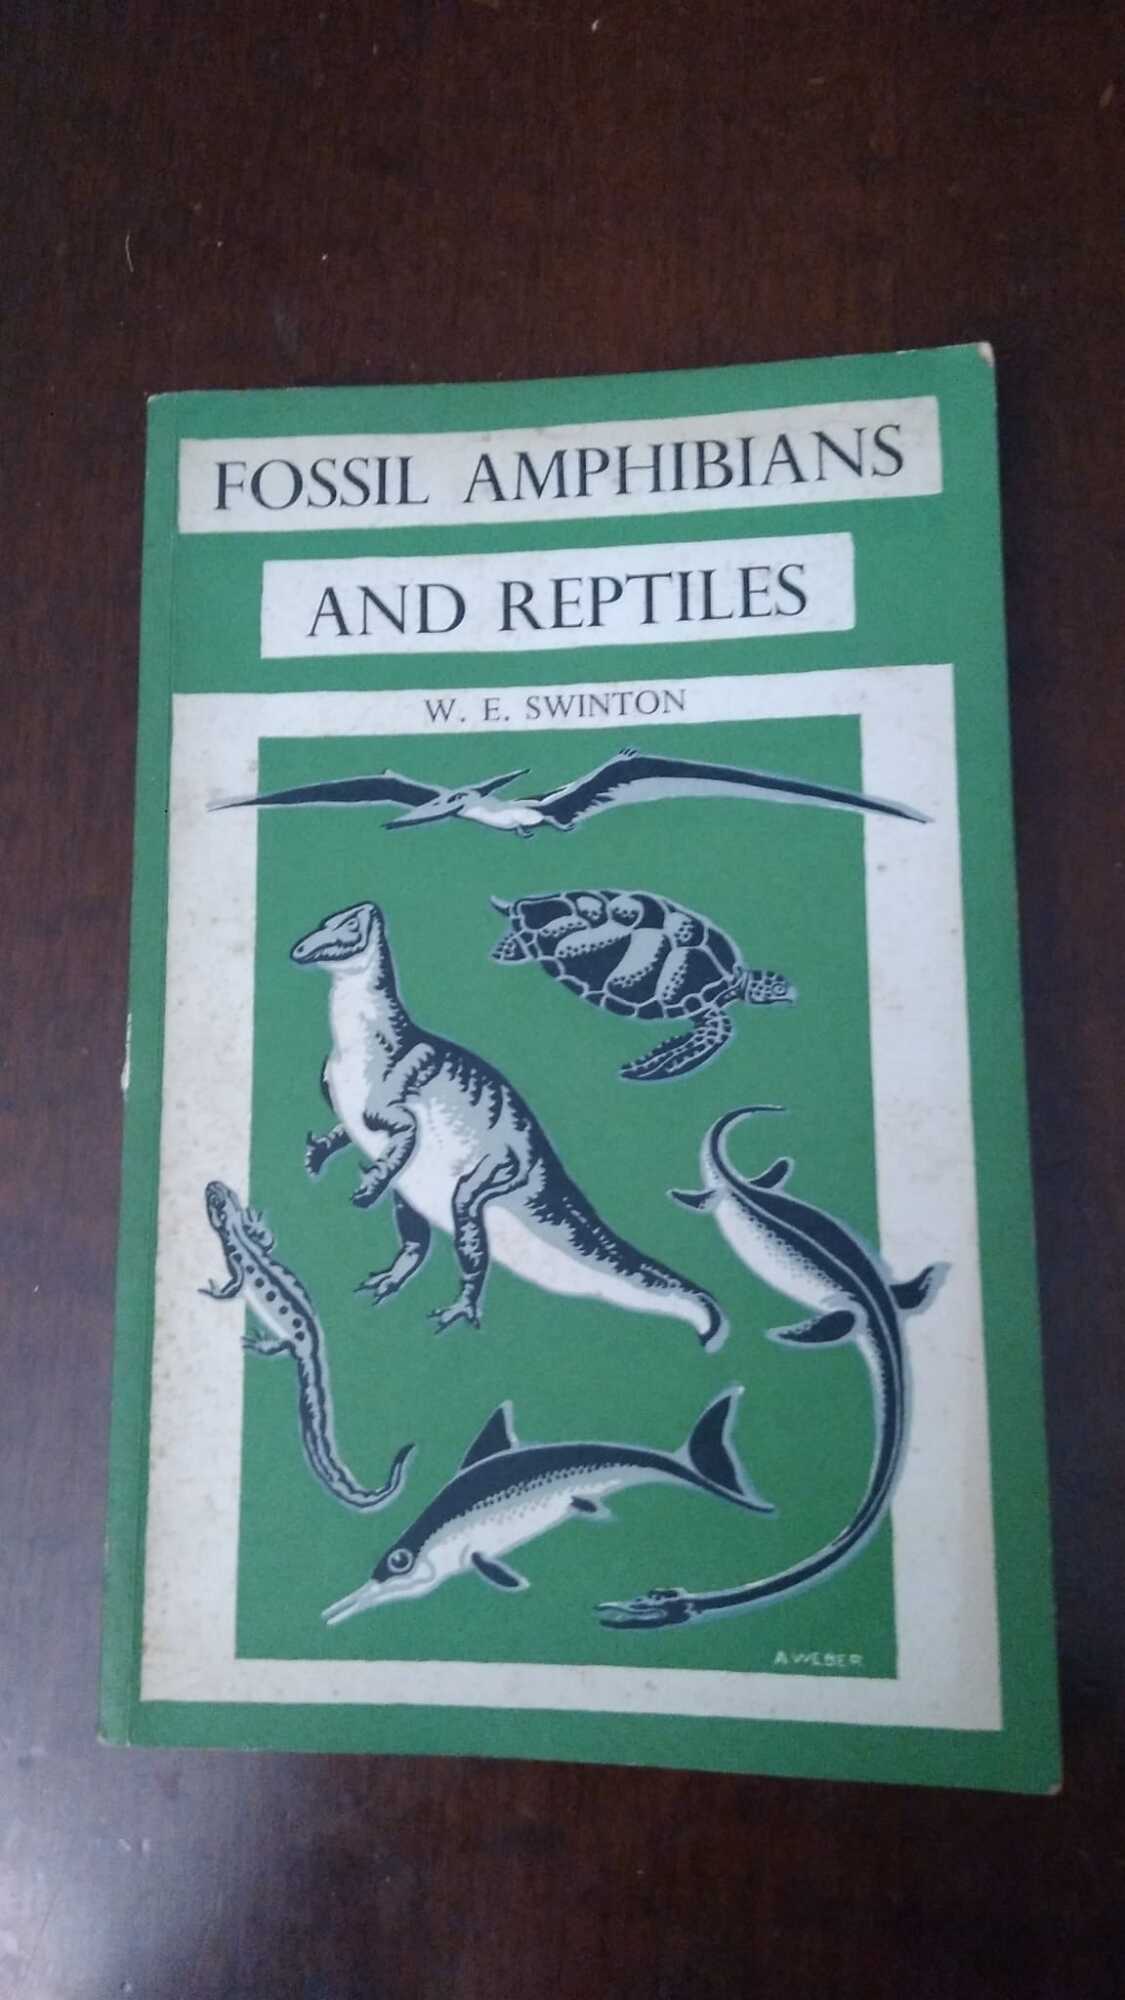 FOSSIL AMPHIBIANS
AND REPTILES
W. E. SWINTON
A WEBER